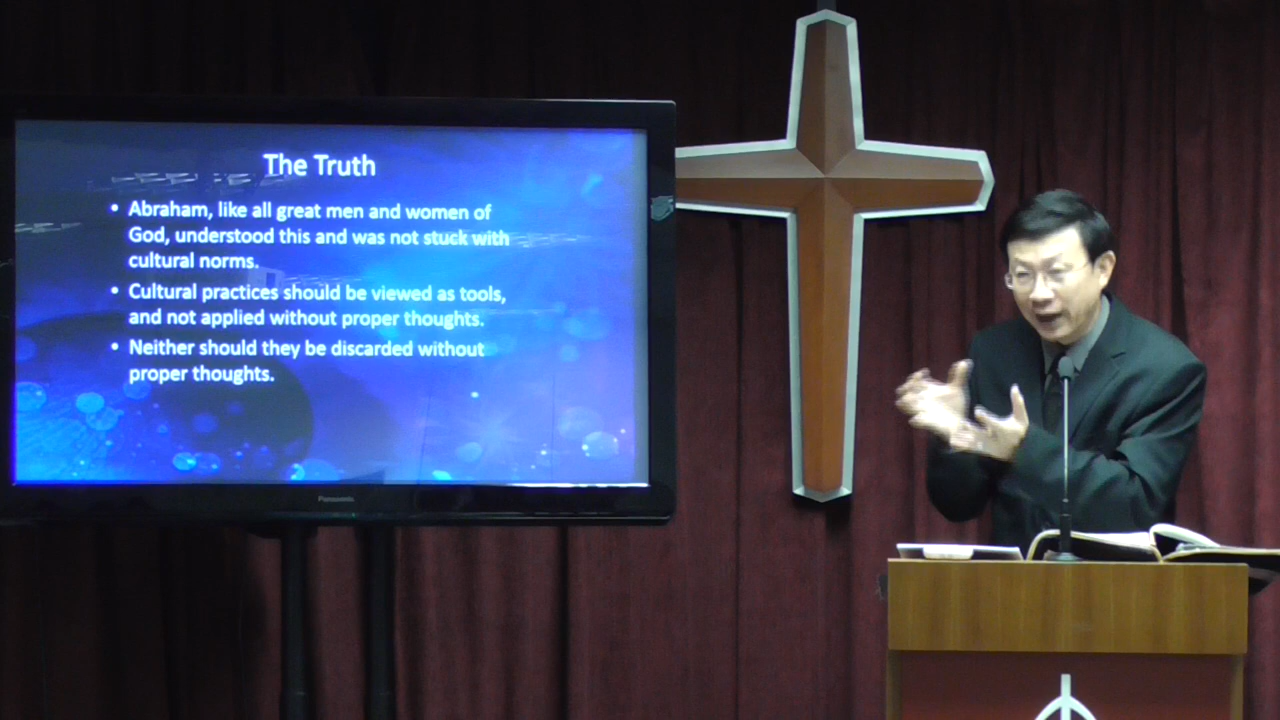 The Truth
• Abraham, like all great men and women of
God, understood this and was not stuck with
cultural norms.
• Cultural practices should be viewed as tools,
and not applied without proper thoughts.
• Neither should they be discarded without
proper thoughts.
Panasonic